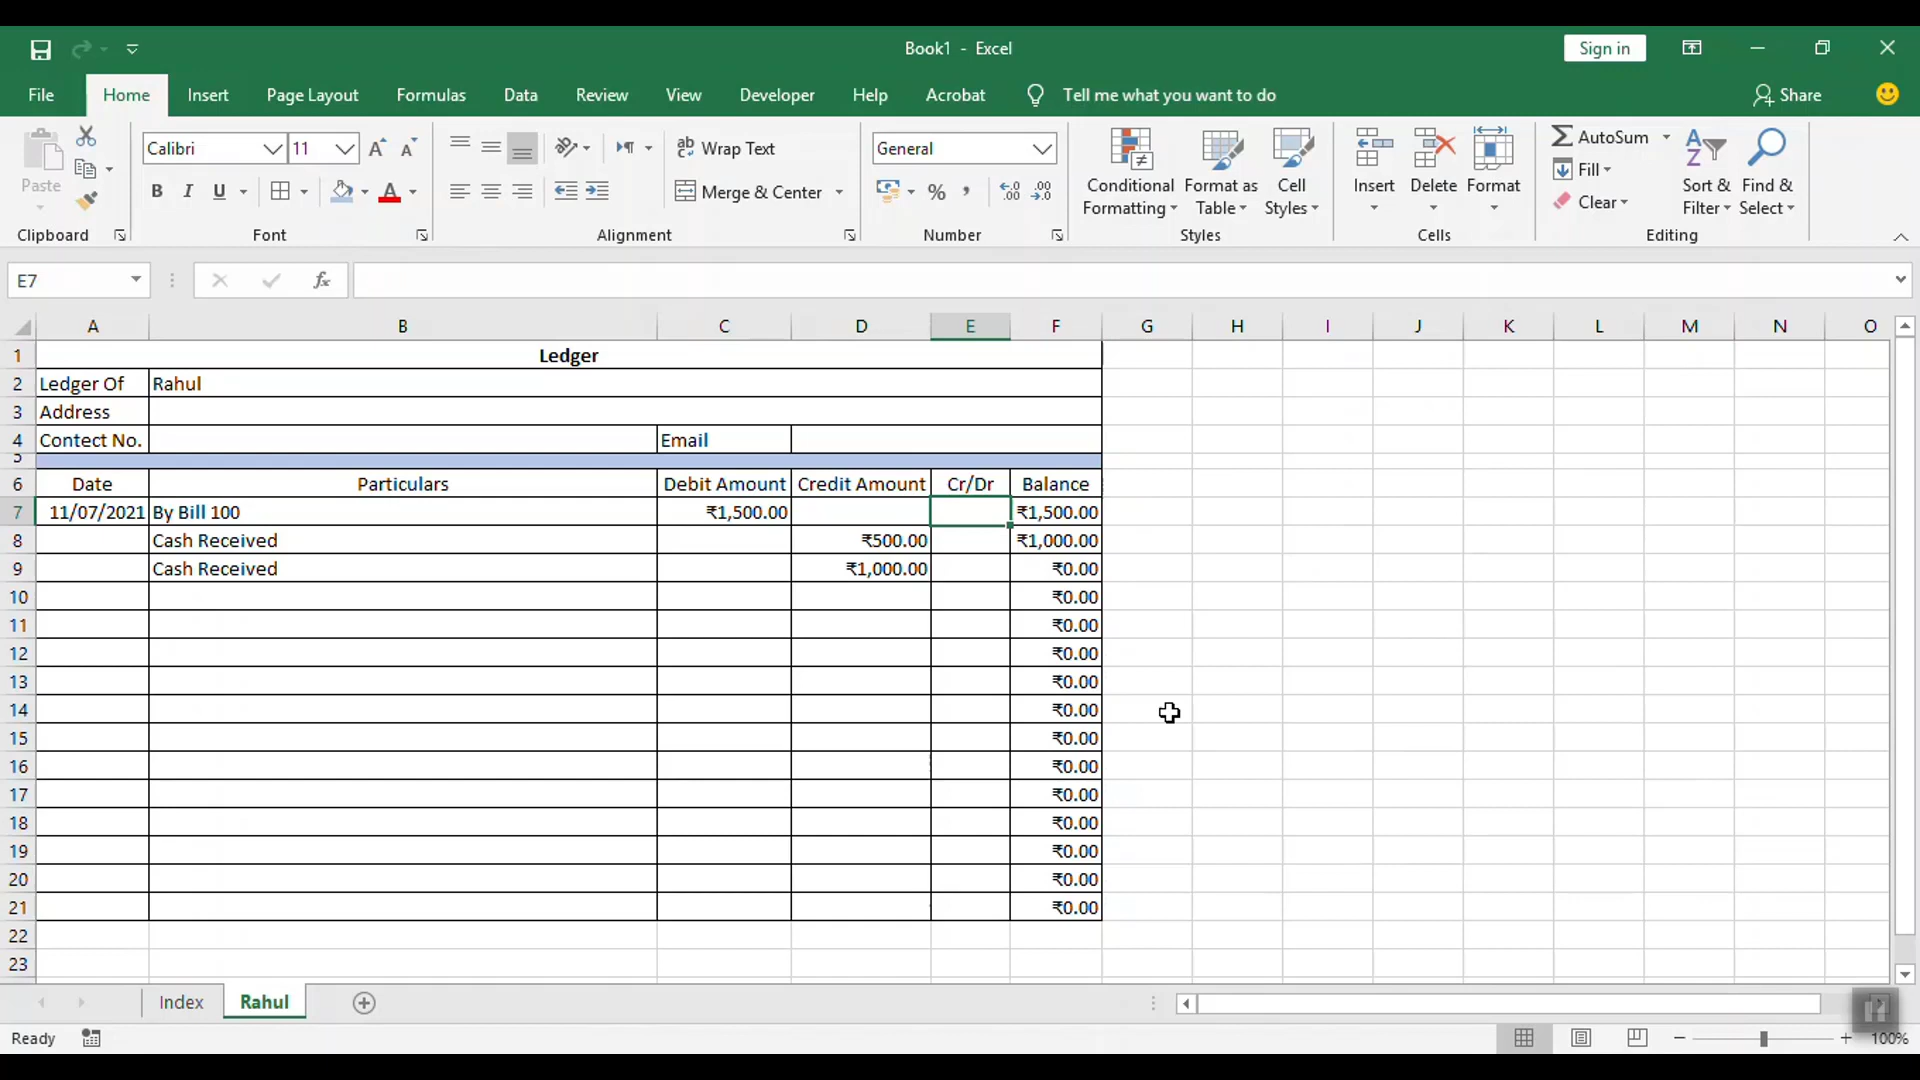 Book1 - Excel
Sign in
File Home Insert Page Layout Formulas Data Review View Developer Help Acrobat Tell me what you want to do Share
Paste
Clipboard
Calibri 11
B I U A
Font
Wrap Text
Merge & Center
Alignment
General
%
Number
Conditional Formatting
Format as Table
Cell Styles
Styles
Insert
Delete
Format
Cells
AutoSum
Fill
Clear
Sort & Filter
Find & Select
Editing
E7 fx
A B C D E F G H I J K L M N O
1 Ledger
2 Ledger Of Rahul
3 Address
4 Contect No. Email
5
6 Date Particulars Debit Amount Credit Amount Cr/Dr Balance
7 11/07/2021 By Bill 100 ₹1,500.00 ₹1,500.00
8 Cash Received ₹500.00 ₹1,000.00
9 Cash Received ₹1,000.00 ₹0.00
10 ₹0.00
11 ₹0.00
12 ₹0.00
13 ₹0.00
14 ₹0.00
15 ₹0.00
16 ₹0.00
17 ₹0.00
18 ₹0.00
19 ₹0.00
20 ₹0.00
21 ₹0.00
22
23
Index Rahul
Ready 100%